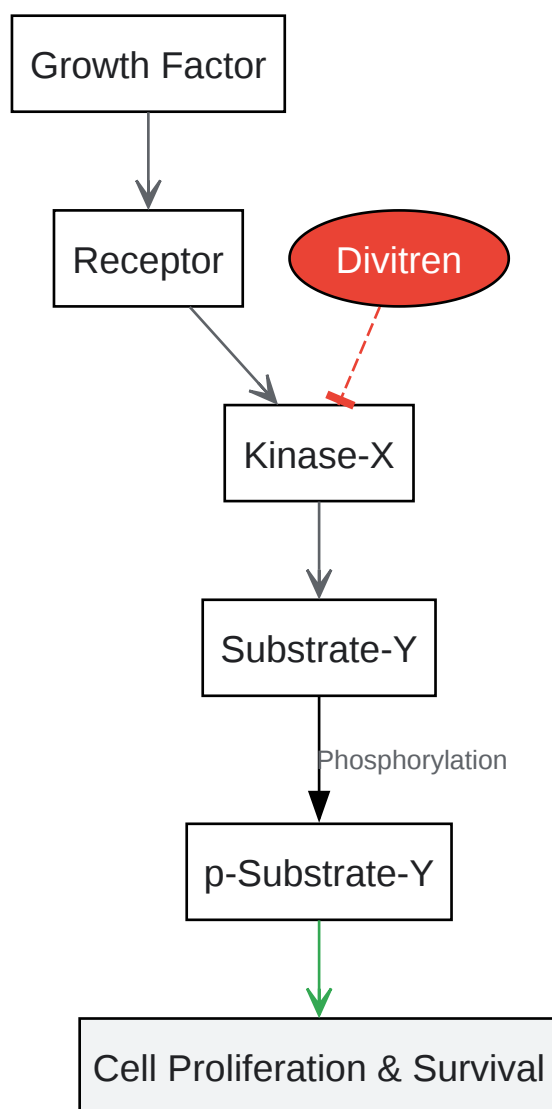 Growth Factor
Receptor
Divitren
Kinase-X
Substrate-Y
Phosphorylation
p-Substrate-Y
Cell Proliferation & Survival